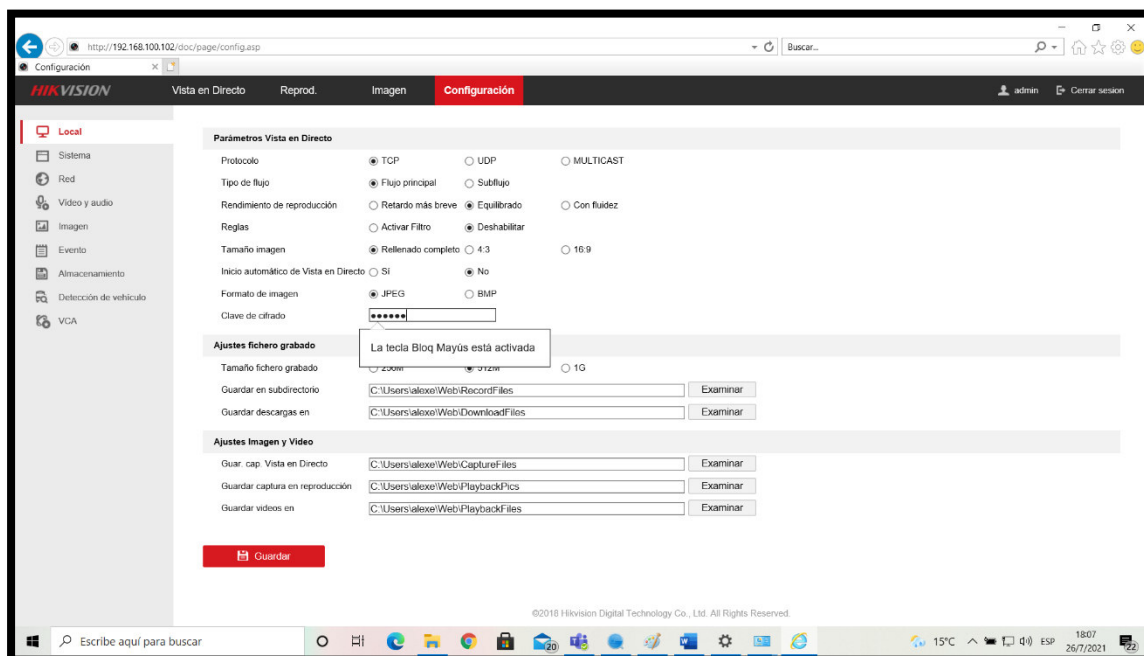 http://192.168.100.102/doc/page/config.asp
Buscar...
Configuración
HIKVISION Vista en Directo Reprod. Imagen Configuración admin Cerrar sesion
Local
Sistema
Red
Vídeo y audio
Imagen
Evento
Almacenamiento
Detección de vehículo
VCA
Parámetros Vista en Directo
Protocolo TCP UDP MULTICAST
Tipo de flujo Flujo principal Subflujo
Rendimiento de reproducción Retardo más breve Equilibrado Con fluidez
Reglas Activar Filtro Deshabilitar
Tamaño imagen Rellenado completo 4:3 16:9
Inicio automático de Vista en Directo Sí No
Formato de imagen JPEG BMP
Clave de cifrado ••••••
La tecla Bloq Mayús está activada
Ajustes fichero grabado
Tamaño fichero grabado 256M 512M 1G
Guardar en subdirectorio C:\Users\alexe\Web\RecordFiles Examinar
Guardar descargas en C:\Users\alexe\Web\DownloadFiles Examinar
Ajustes Imagen y Video
Guar. cap. Vista en Directo C:\Users\alexe\Web\CaptureFiles Examinar
Guardar captura en reproducción C:\Users\alexe\Web\PlaybackPics Examinar
Guardar videos en C:\Users\alexe\Web\PlaybackFiles Examinar
Guardar
©2018 Hikvision Digital Technology Co., Ltd. All Rights Reserved.
Escribe aquí para buscar
20
15°C
ESP
18:07
26/7/2021
22